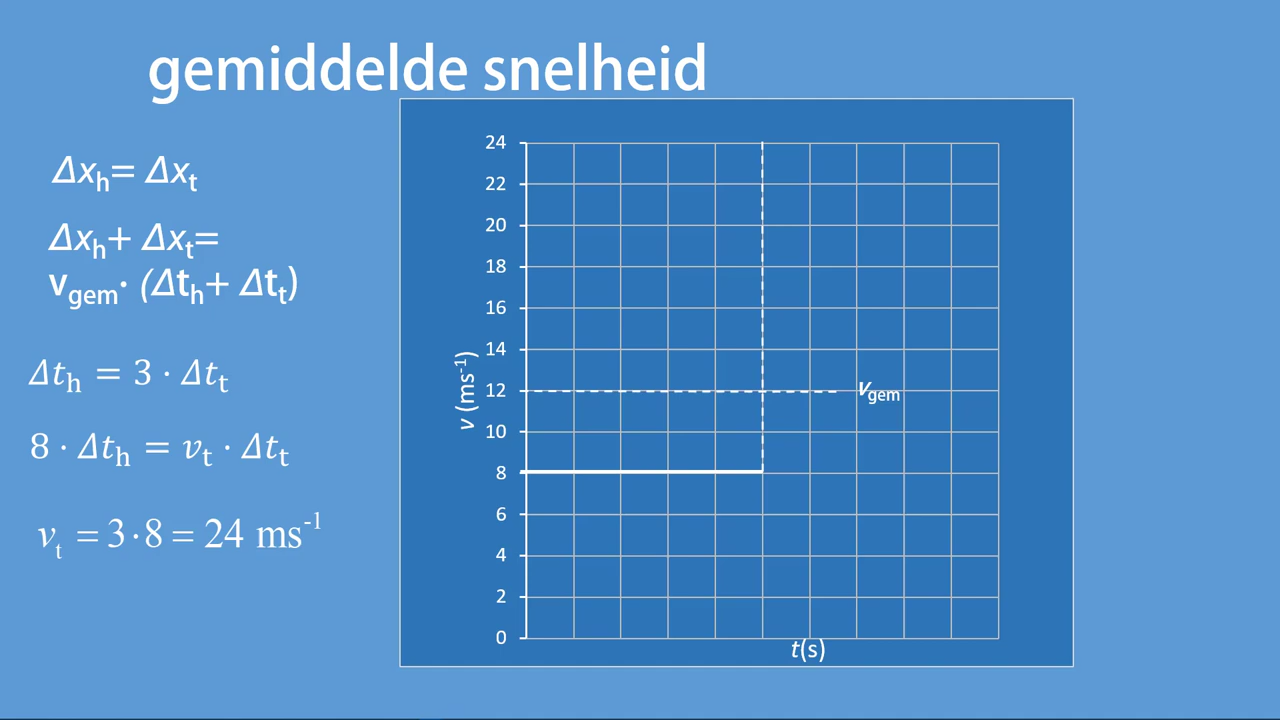 gemiddelde snelheid
Δxh= Δxt
Δxh+ Δxt=
vgem· (Δth+ Δtt)
Δth = 3 · Δtt
8 · Δth = vt · Δtt
vt = 3·8 = 24 ms-1
24
22
20
18
16
14
12
10
8
6
4
2
0
v (ms-1)
vgem
t(s)